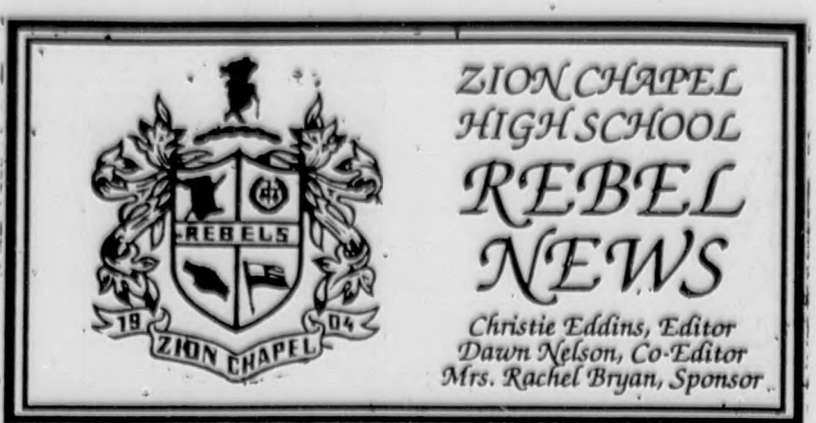 REBELS
19 04
ZION CHAPEL
ZION CHAPEL
HIGH SCHOOL
REBEL
NEWS
Christie Eddins, Editor
Dawn Nelson, Co-Editor
Mrs. Rachel Bryan, Sponsor